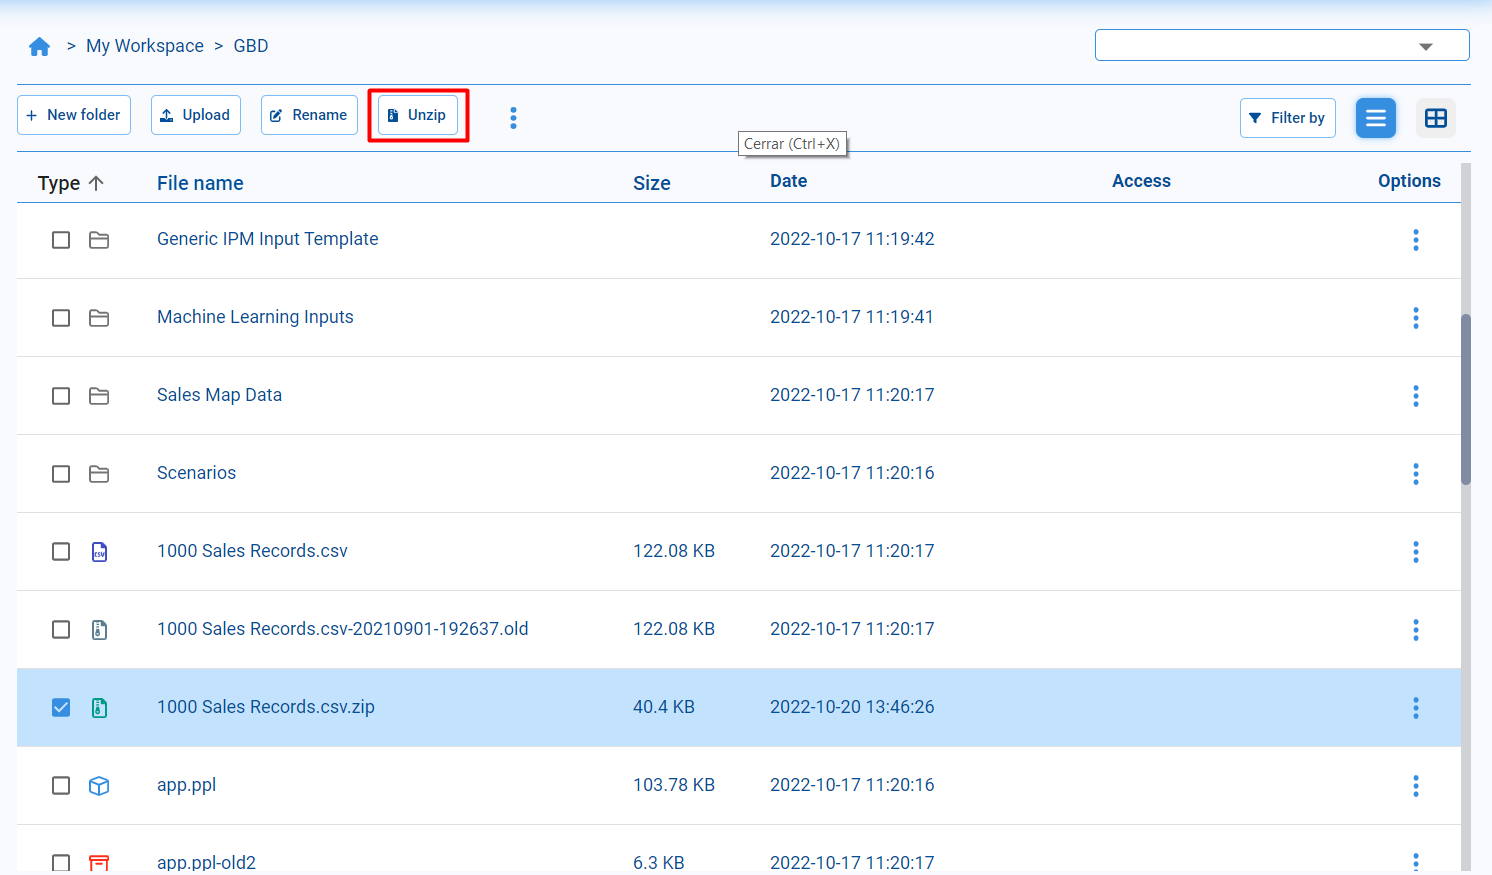 > My Workspace > GBD
+ New folder
Upload
Rename
Unzip
Filter by
Cerrar (Ctrl+X)
Type File name Size Date Access Options
Generic IPM Input Template 2022-10-17 11:19:42
Machine Learning Inputs 2022-10-17 11:19:41
Sales Map Data 2022-10-17 11:20:17
Scenarios 2022-10-17 11:20:16
CSV 1000 Sales Records.csv 122.08 KB 2022-10-17 11:20:17
1000 Sales Records.csv-20210901-192637.old 122.08 KB 2022-10-17 11:20:17
1000 Sales Records.csv.zip 40.4 KB 2022-10-20 13:46:26
app.ppl 103.78 KB 2022-10-17 11:20:16
app.ppl-old2 6.3 KB 2022-10-17 11:20:17